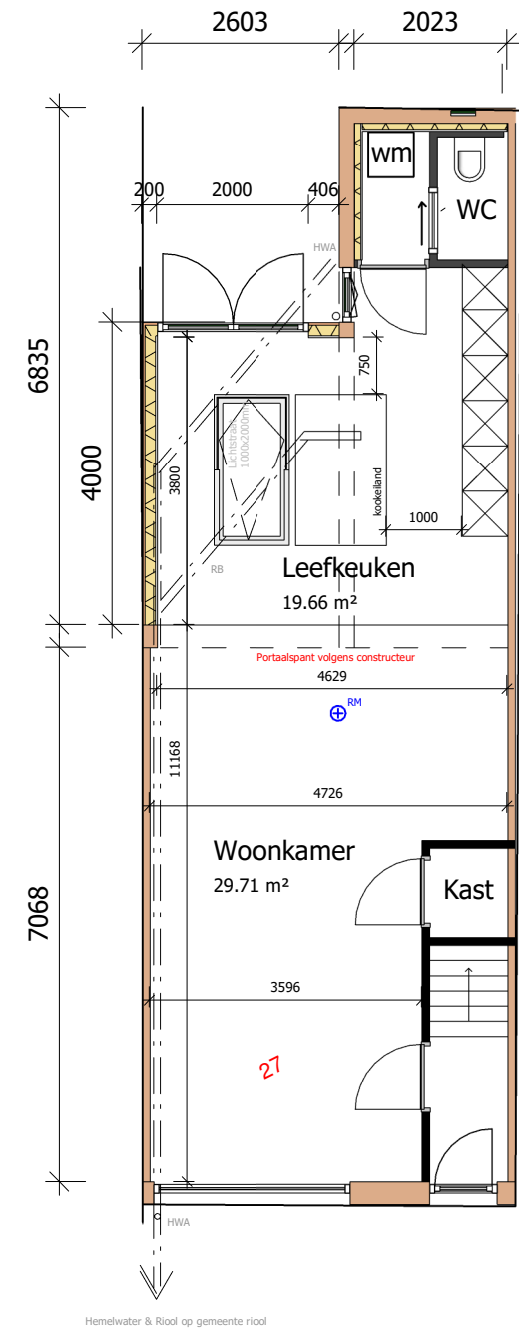 2603
2023
200
2000
406
wm
WC
HWA
6835
4000
750
3800
Lichtstraat
1000x2000mm
kookeiland
1000
RB
Leefkeuken
19.66 m²
Portaalspant volgens constructeur
4629
RM
11168
4726
7068
Woonkamer
29.71 m²
Kast
3596
27
HWA
Hemelwater & Riool op gemeente riool